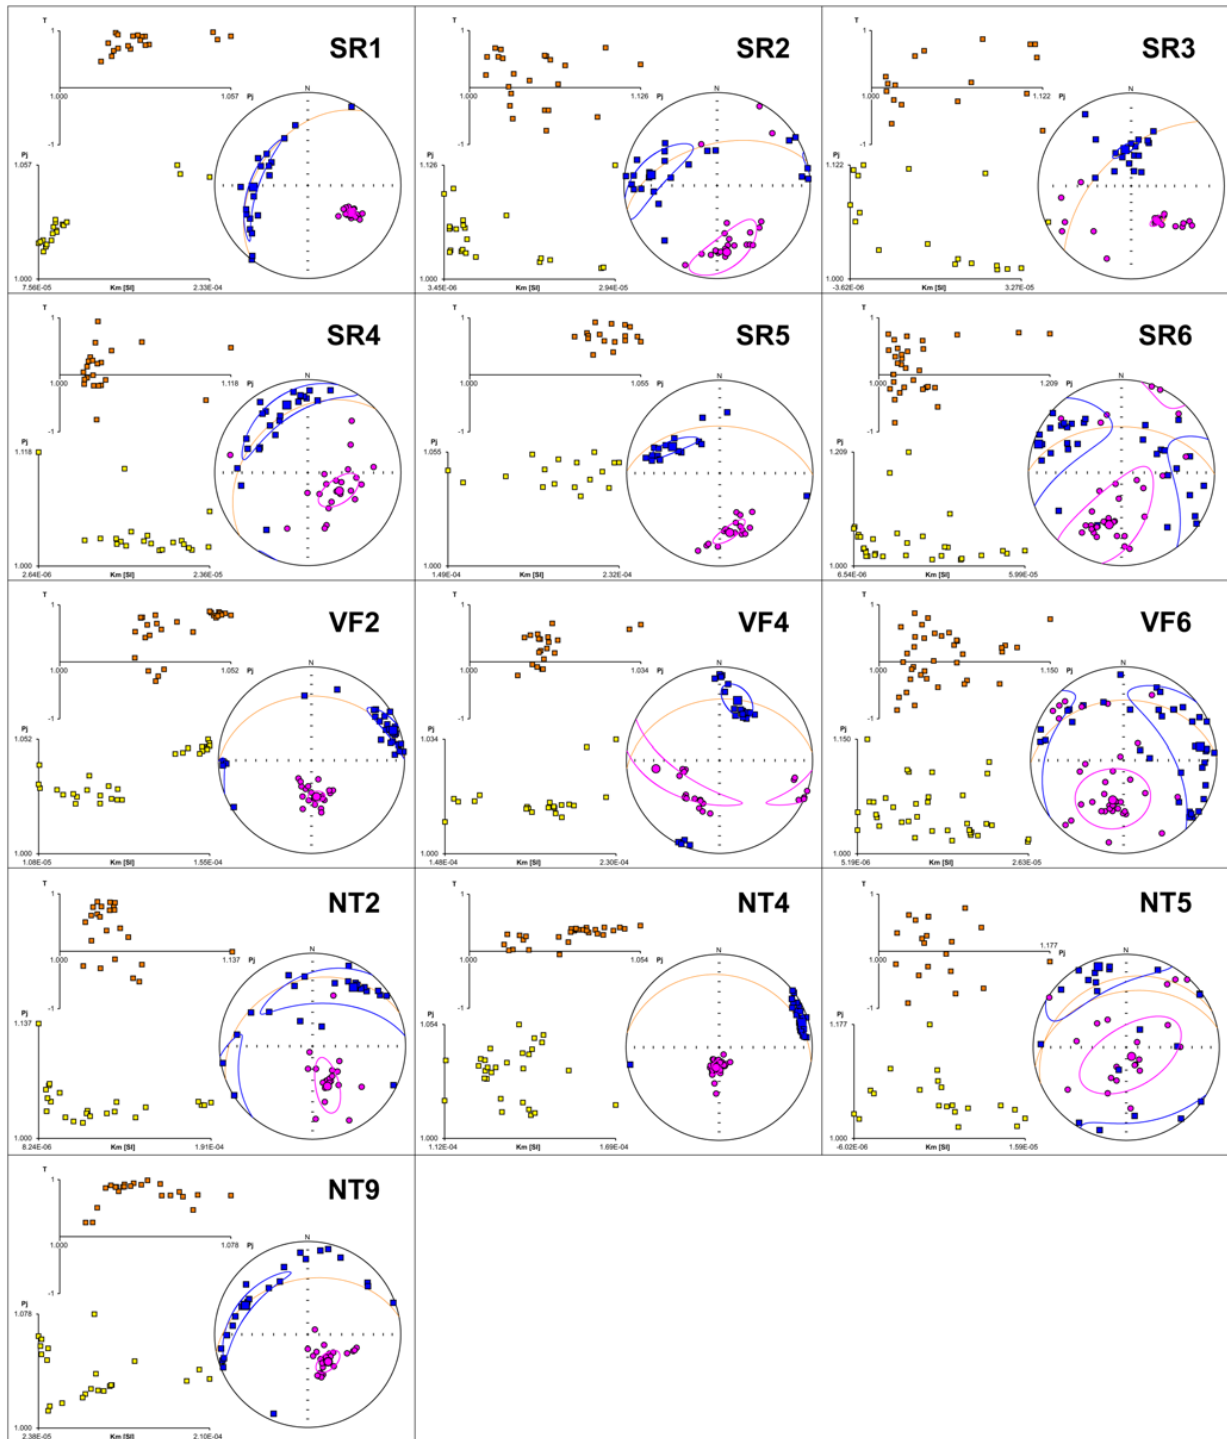 T
1
SR1
1.000
1.057
Pj
N
-1
Pj
1.057
1.000
7.56E-05
Km [SI]
2.33E-04
T
1
SR2
1.000
1.126
Pj
N
-1
Pj
1.126
1.000
3.45E-06
Km [SI]
2.94E-05
T
1
SR3
1.000
1.122
Pj
N
-1
Pj
1.122
1.000
-3.62E-06
Km [SI]
3.27E-05
1
SR4
1.000
1.118
Pj
N
-1
Pj
1.118
1.000
2.64E-06
Km [SI]
2.36E-05
T
1
SR5
1.000
1.055
Pj
N
-1
Pj
1.055
1.000
1.49E-04
Km [SI]
2.32E-04
T
1
SR6
1.000
1.209
Pj
N
-1
Pj
1.209
1.000
6.54E-06
Km [SI]
5.99E-05
T
1
VF2
1.000
1.052
Pj
N
-1
Pj
1.052
1.000
1.08E-05
Km [SI]
1.55E-04
T
1
VF4
1.000
1.034
Pj
N
-1
Pj
1.034
1.000
1.48E-04
Km [SI]
2.30E-04
T
1
VF6
1.000
1.150
Pj
N
-1
Pj
1.150
1.000
5.19E-06
Km [SI]
2.63E-05
T
1
NT2
1.000
1.137
Pj
N
-1
Pj
1.137
1.000
8.24E-06
Km [SI]
1.91E-04
T
1
NT4
1.000
1.054
Pj
N
-1
Pj
1.054
1.000
1.12E-04
Km [SI]
1.69E-04
T
1
NT5
1.000
1.177
Pj
N
-1
Pj
1.177
1.000
-6.02E-06
Km [SI]
1.59E-05
T
1
NT9
1.000
1.078
Pj
N
-1
Pj
1.078
1.000
2.38E-05
Km [SI]
2.10E-04